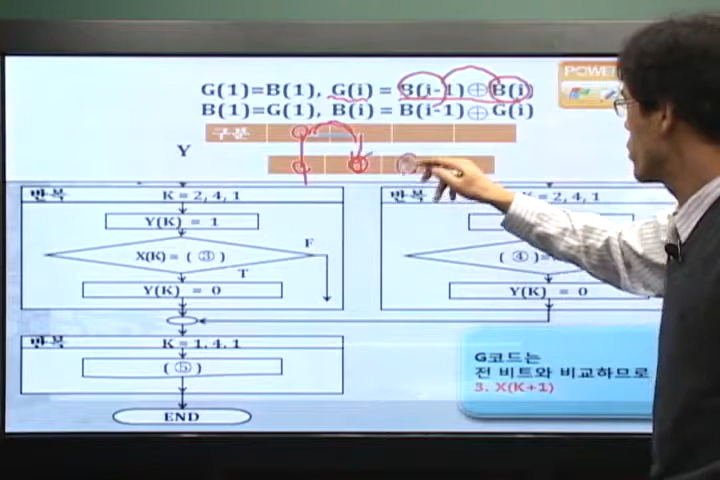 G(1)=B(1), G(i) = B(i-1)⊕B(i)
B(1)=G(1), B(i) = B(i-1)⊕G(i)
POWE
구분
Y
반복 K = 2, 4, 1
Y(K) = 1
X(K) = ( ③ )
F
T
Y(K) = 0
반복 K = 1, 4, 1
( ⑤ )
END
반복 4, 1
( ④ )=
Y(K) = 0
G코드는
전 비트와 비교하므로
3. X(K+1)